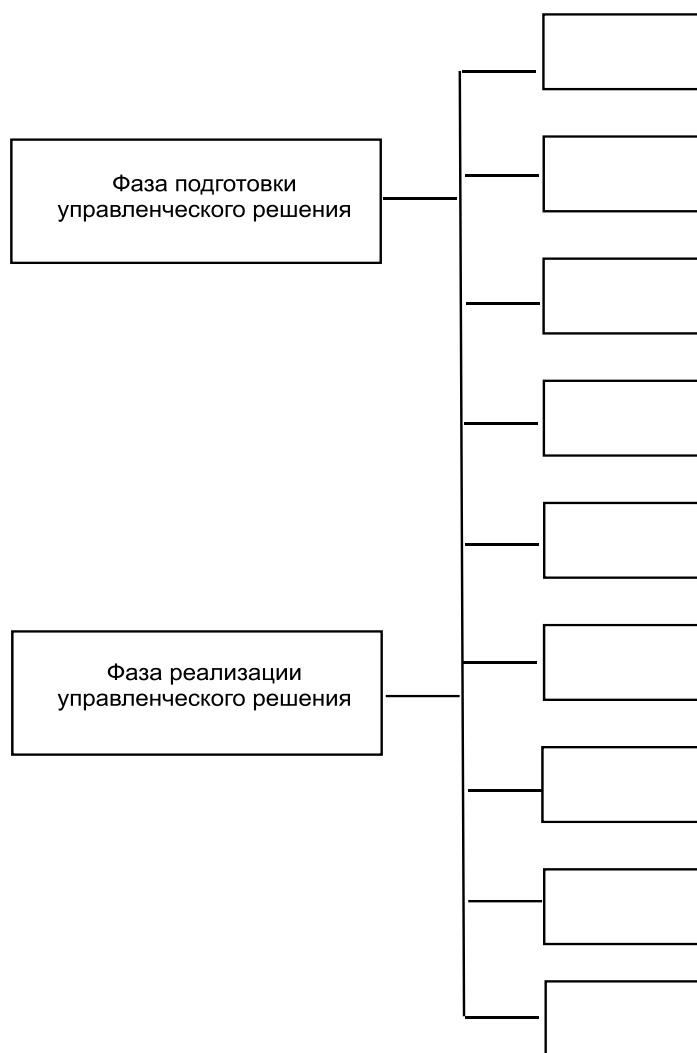 Фаза подготовки
управленческого решения
Фаза реализации
управленческого решения